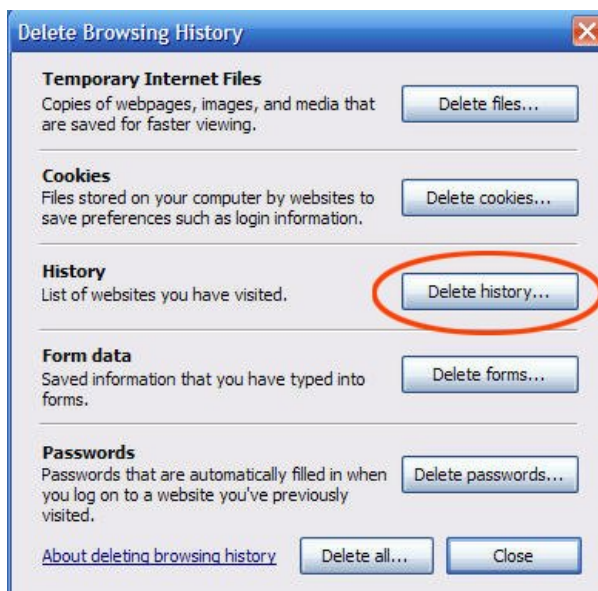 Delete Browsing History
Temporary Internet Files
Copies of webpages, images, and media that
are saved for faster viewing.
Delete files...
Cookies
Files stored on your computer by websites to
save preferences such as login information.
Delete cookies...
History
List of websites you have visited.
Delete history...
Form data
Saved information that you have typed into
forms.
Delete forms...
Passwords
Passwords that are automatically filled in when
you log on to a website you've previously
visited.
Delete passwords...
About deleting browsing history
Delete all...
Close